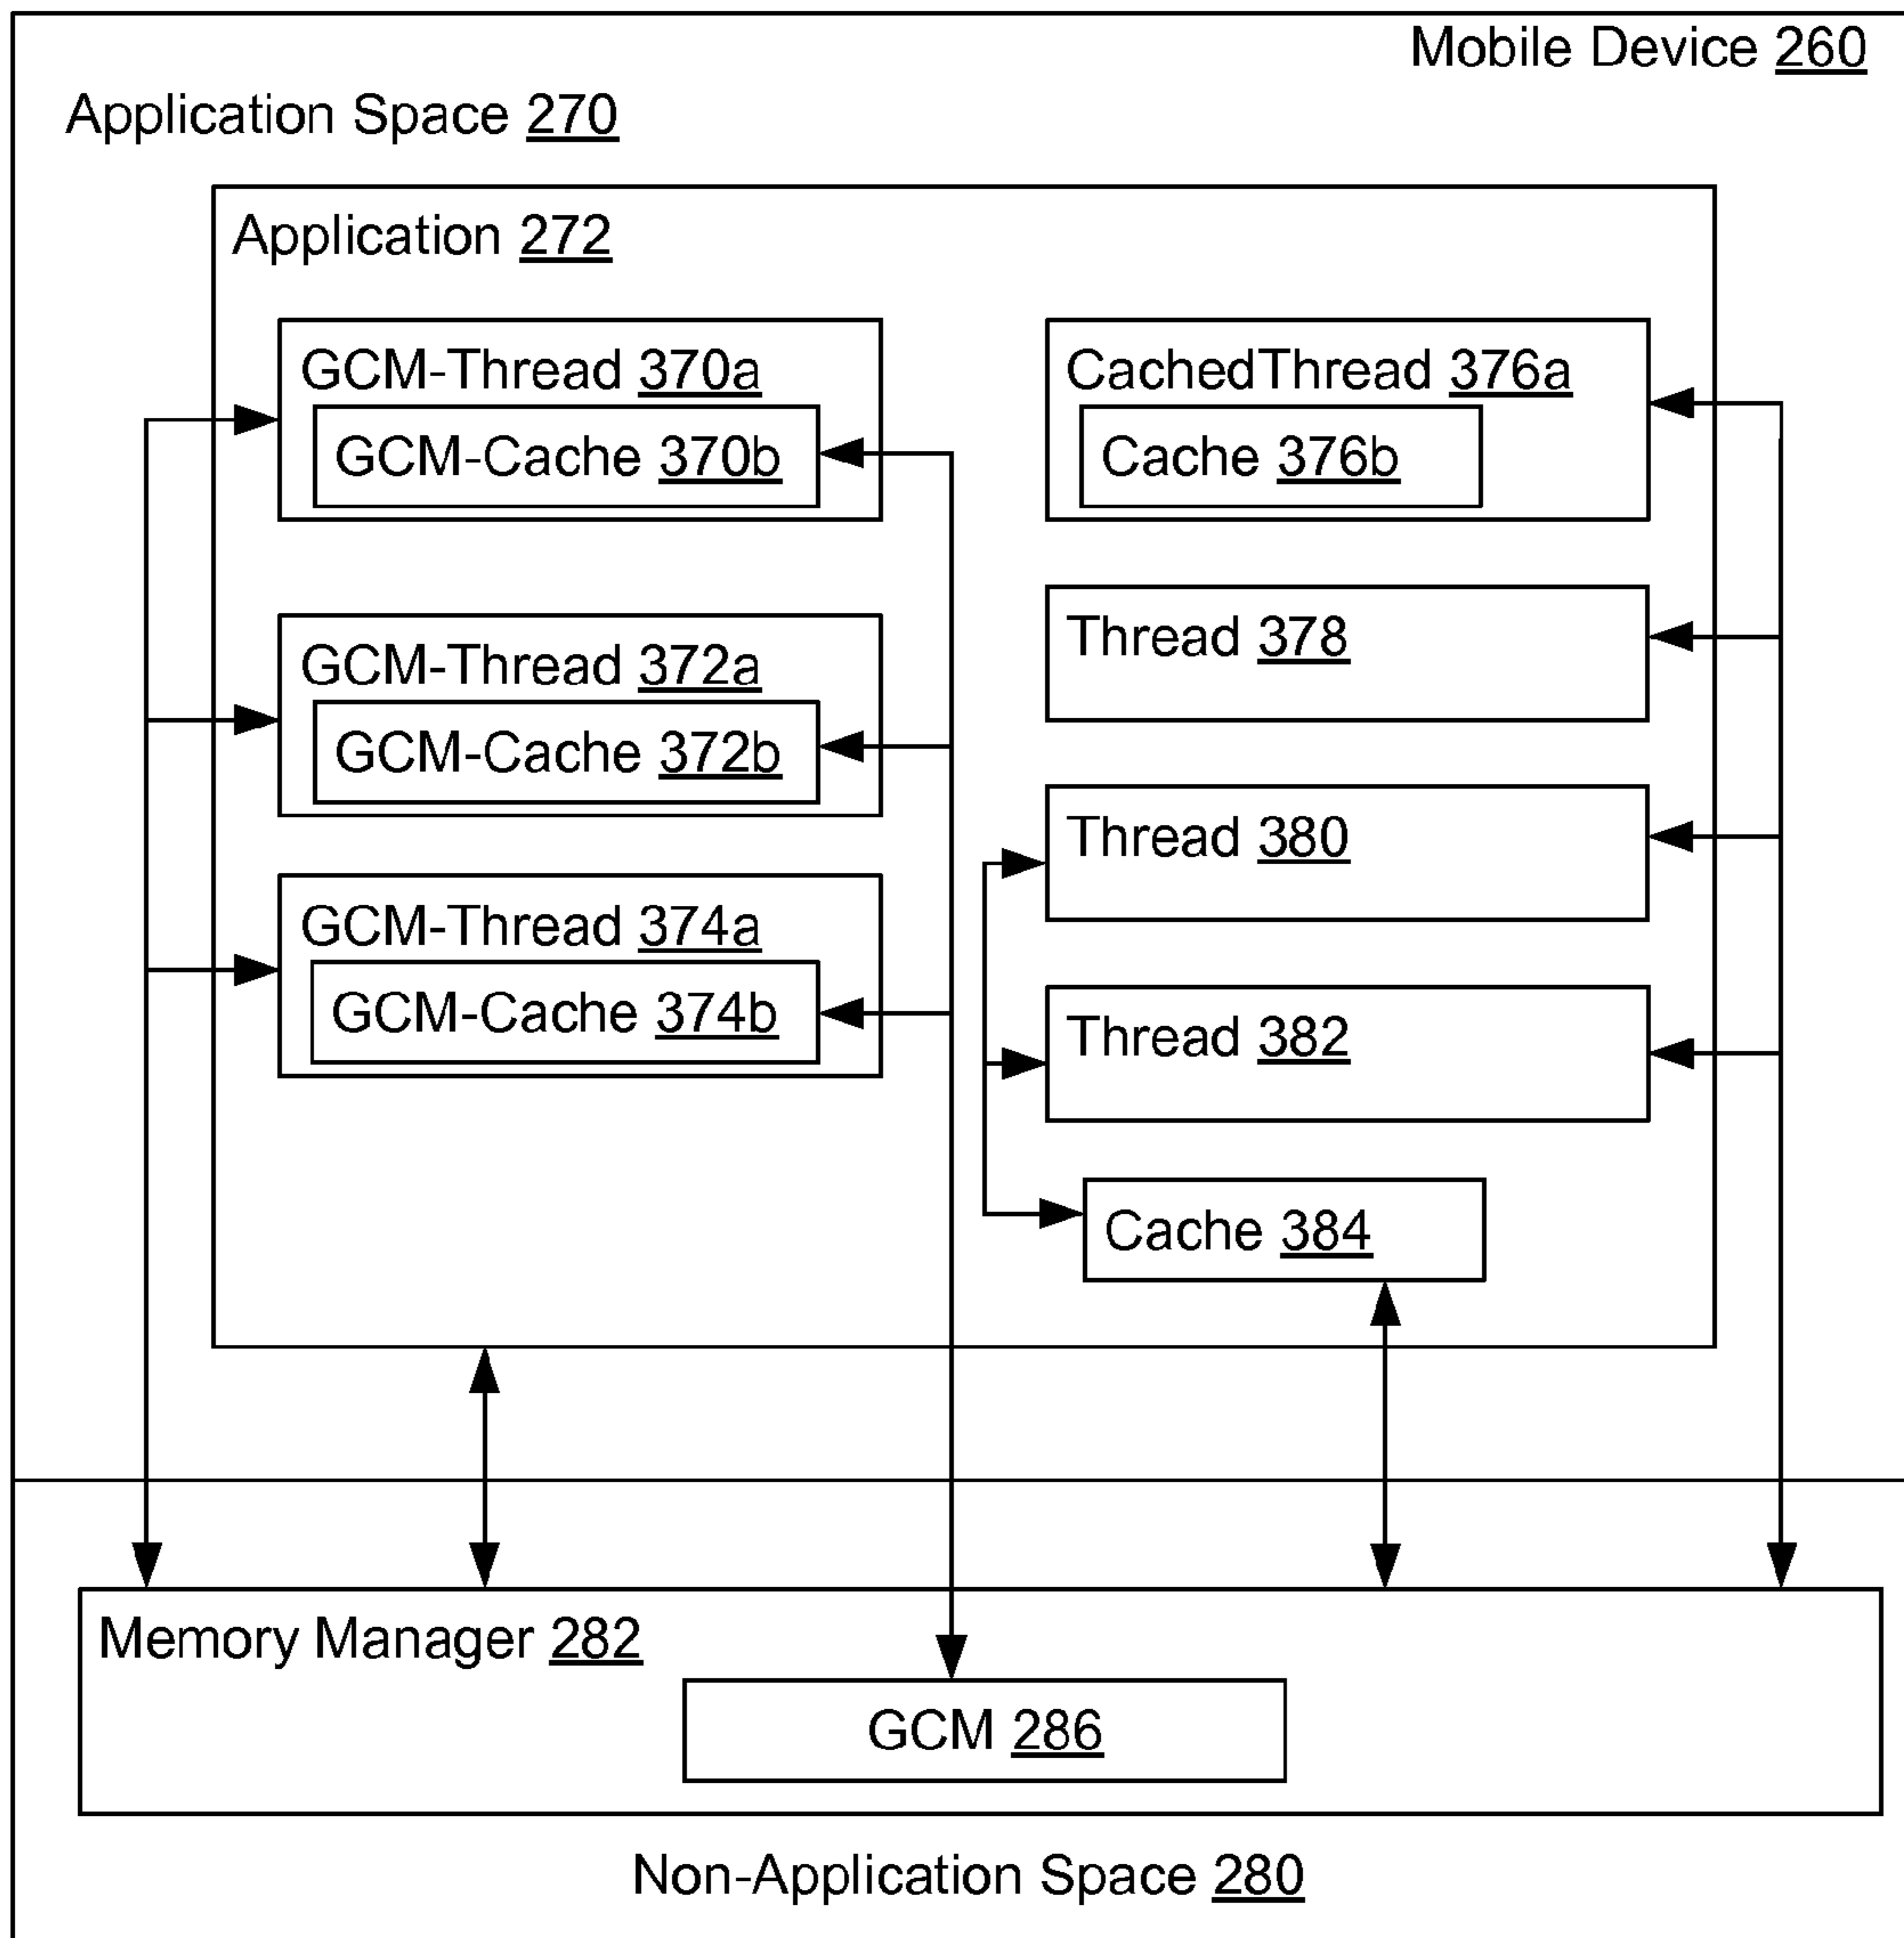 Mobile Device 260
Application Space 270
Application 272
GCM-Thread 370a
GCM-Cache 370b
GCM-Thread 372a
GCM-Cache 372b
GCM-Thread 374a
GCM-Cache 374b
CachedThread 376a
Cache 376b
Thread 378
Thread 380
Thread 382
Cache 384
Memory Manager 282
GCM 286
Non-Application Space 280